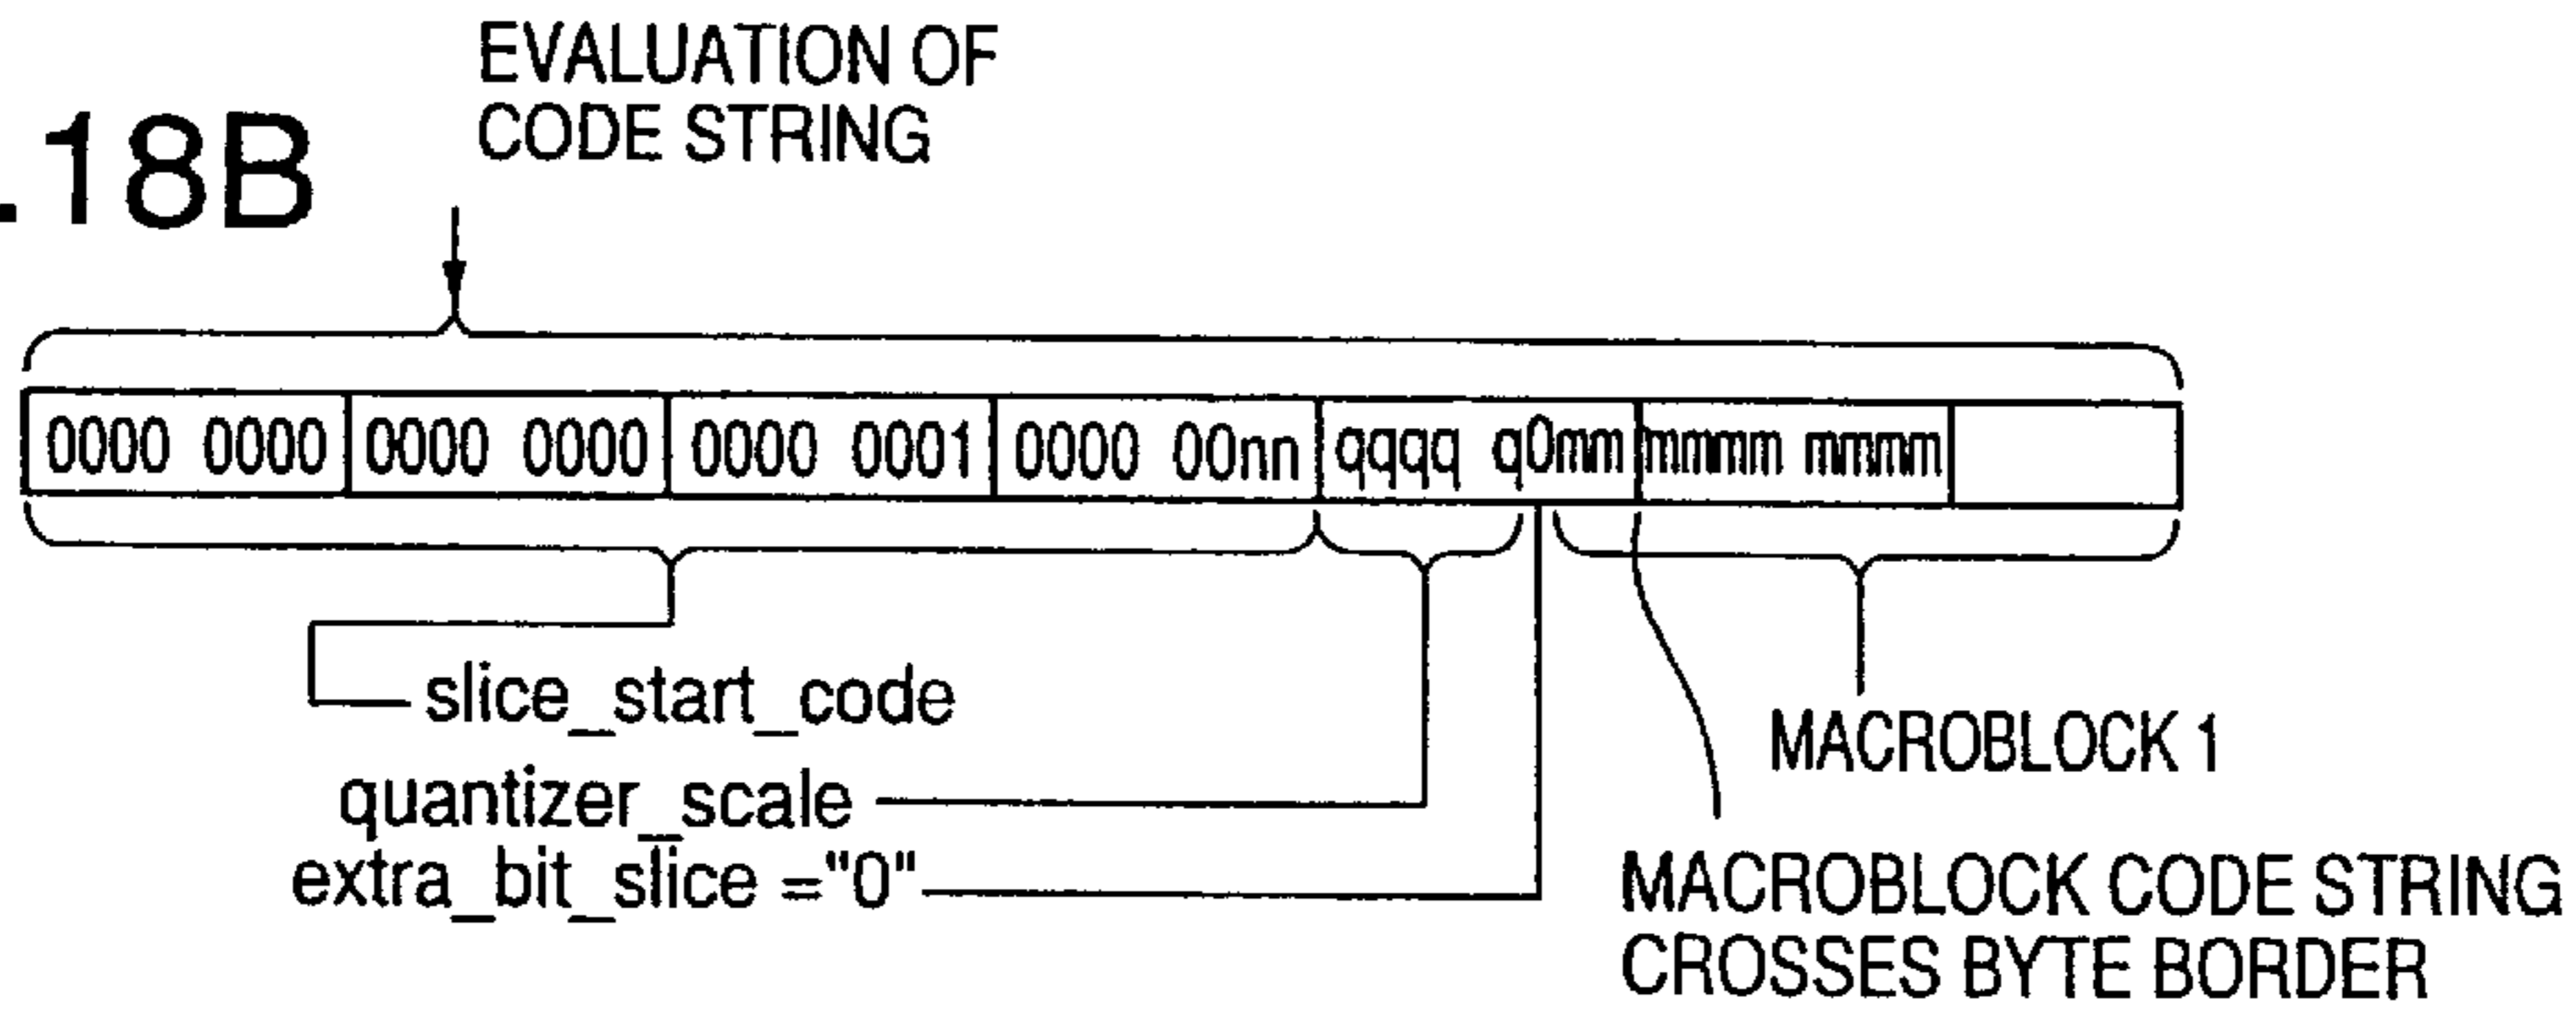 .18B
EVALUATION OF
CODE STRING
0000 0000 0000 0000 0000 0001 0000 00nn qqqq q0mm mmmm mmmm
slice_start_code
quantizer_scale
extra_bit_slice ="0"
MACROBLOCK 1
MACROBLOCK CODE STRING
CROSSES BYTE BORDER